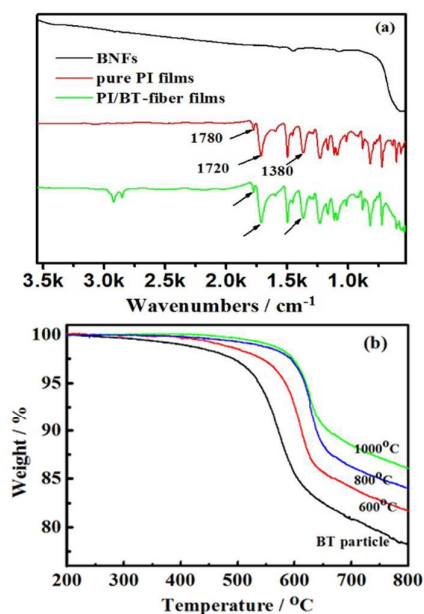 (a)
BNFs
pure PI films
PI/BT-fiber films
1780
1720
1380
3.5k 3.0k 2.5k 2.0k 1.5k 1.0k
Wavenumbers / cm⁻¹
(b)
100
95
90
85
80
Weight / %
1000°C
800°C
600°C
BT particle
200 300 400 500 600 700 800
Temperature / °C